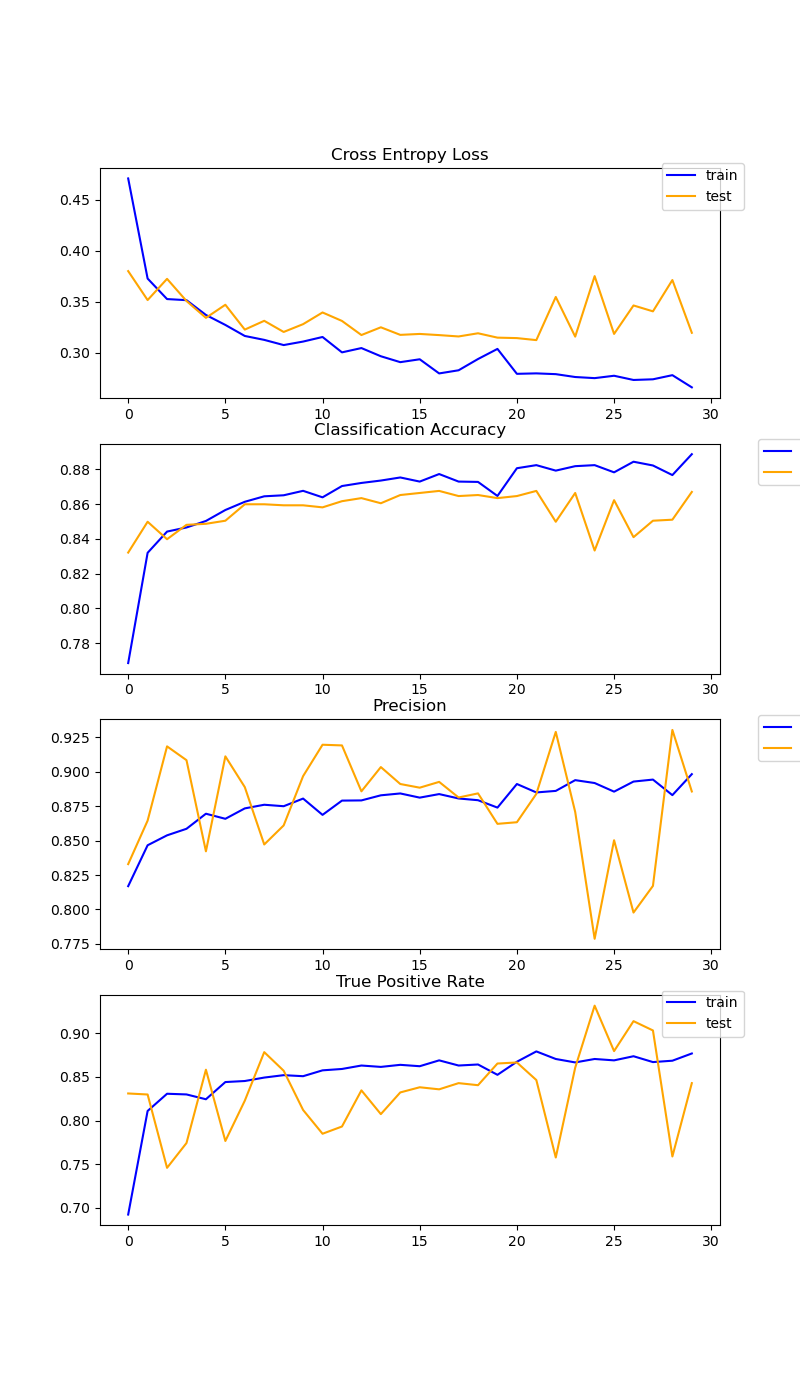 Cross Entropy Loss
train
test
0.45
0.40
0.35
0.30
0 5 10 15 20 25 30
Classification Accuracy
0.88
0.86
0.84
0.82
0.80
0.78
0 5 10 15 20 25 30
Precision
0.925
0.900
0.875
0.850
0.825
0.800
0.775
0 5 10 15 20 25 30
True Positive Rate
train
test
0.90
0.85
0.80
0.75
0.70
0 5 10 15 20 25 30